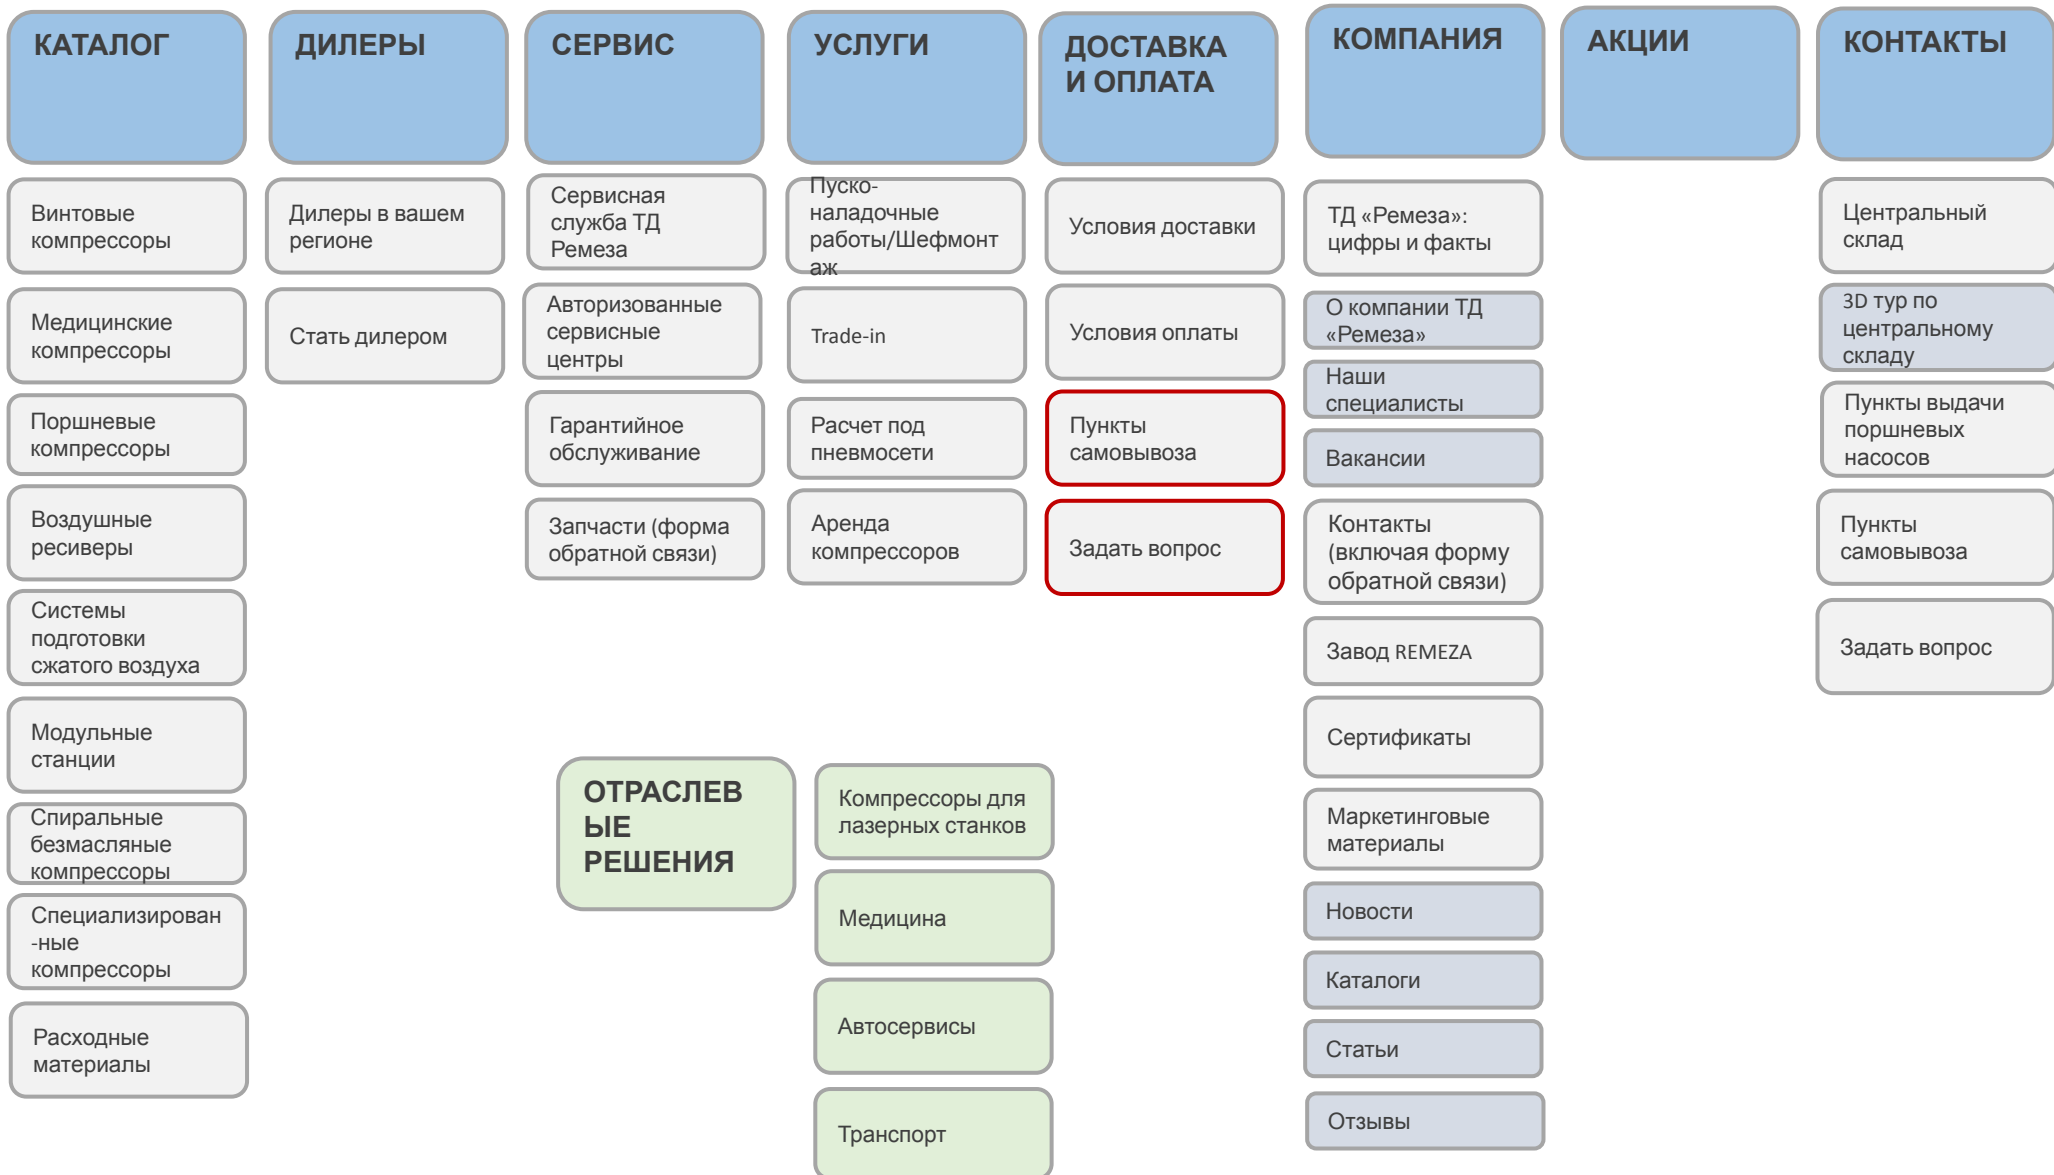 КАТАЛОГ
Винтовые
компрессоры
Медицинские
компрессоры
Поршневые
компрессоры
Воздушные
ресиверы
Системы
подготовки
сжатого воздуха
Модульные
станции
Спиральные
безмасляные
компрессоры
Специализирован
-ные
компрессоры
Расходные
материалы
ДИЛЕРЫ
Дилеры в вашем
регионе
Стать дилером
СЕРВИС
Сервисная
служба ТД
Ремеза
Авторизованные
сервисные
центры
Гарантийное
обслуживание
Запчасти (форма
обратной связи)
УСЛУГИ
Пуско-
наладочные
работы/Шефмонт
аж
Trade-in
Расчет под
пневмосети
Аренда
компрессоров
ДОСТАВКА
И ОПЛАТА
Условия доставки
Условия оплаты
Пункты
самовывоза
Задать вопрос
КОМПАНИЯ
ТД «Ремеза»:
цифры и факты
О компании ТД
«Ремеза»
Наши
специалисты
Вакансии
Контакты
(включая форму
обратной связи)
Завод REMEZA
Сертификаты
Маркетинговые
материалы
Новости
Каталоги
Статьи
Отзывы
АКЦИИ
КОНТАКТЫ
Центральный
склад
3D тур по
центральному
складу
Пункты выдачи
поршневых
насосов
Пункты
самовывоза
Задать вопрос
ОТРАСЛЕВ
ЫЕ
РЕШЕНИЯ
Компрессоры для
лазерных станков
Медицина
Автосервисы
Транспорт